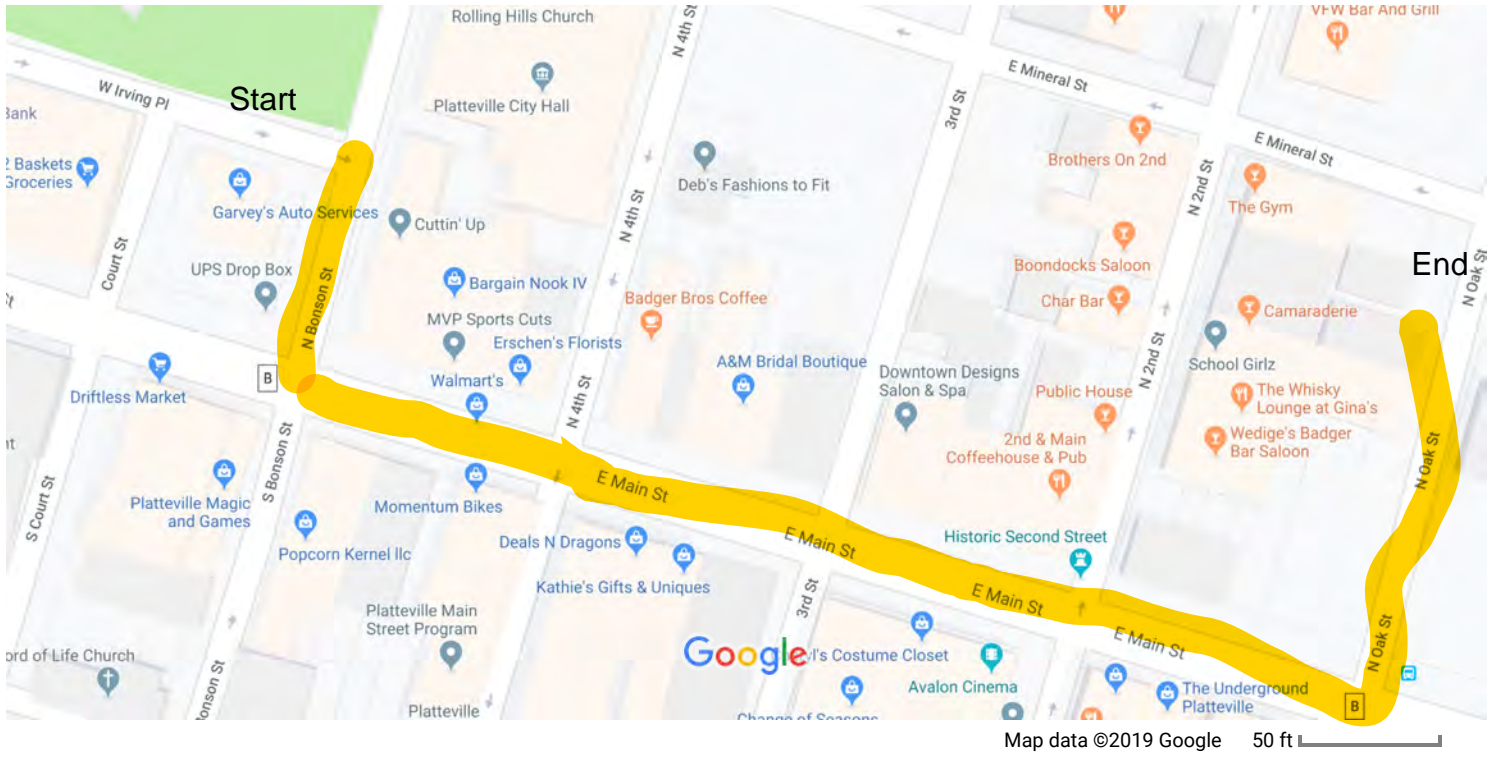 Rolling Hills Church
VFW Bar And Grill
N 4th St
E Mineral St
W Irving Pl
Start
Platteville City Hall
3rd St
Bank
Brothers On 2nd
E Mineral St
2 Baskets
Groceries
Deb's Fashions to Fit
N 2nd St
Garvey's Auto Services
The Gym
Cuttin' Up
N 4th St
Court St
UPS Drop Box
Boondocks Saloon
End
N Oak St
Bargain Nook IV
Badger Bros Coffee
Char Bar
Camaraderie
N Bonson St
MVP Sports Cuts
Erschen's Florists
A&M Bridal Boutique
Downtown Designs
Salon & Spa
N 2nd St
School Girlz
B
Walmart's
Public House
The Whisky
Lounge at Gina's
Driftless Market
N 4th St
2nd & Main
Coffeehouse & Pub
Wedige's Badger
Bar Saloon
N Oak St
S Bonson St
E Main St
S Court St
Platteville Magic
and Games
Momentum Bikes
Popcorn Kernel llc
Deals N Dragons
E Main St
Historic Second Street
Kathie's Gifts & Uniques
3rd St
E Main St
Platteville Main
Street Program
E Main St
N Oak St
ord of Life Church
Google
l's Costume Closet
Avalon Cinema
The Underground
Platteville
Bonson St
Platteville
Change of Seasons
B
Map data ©2019 Google 50 ft